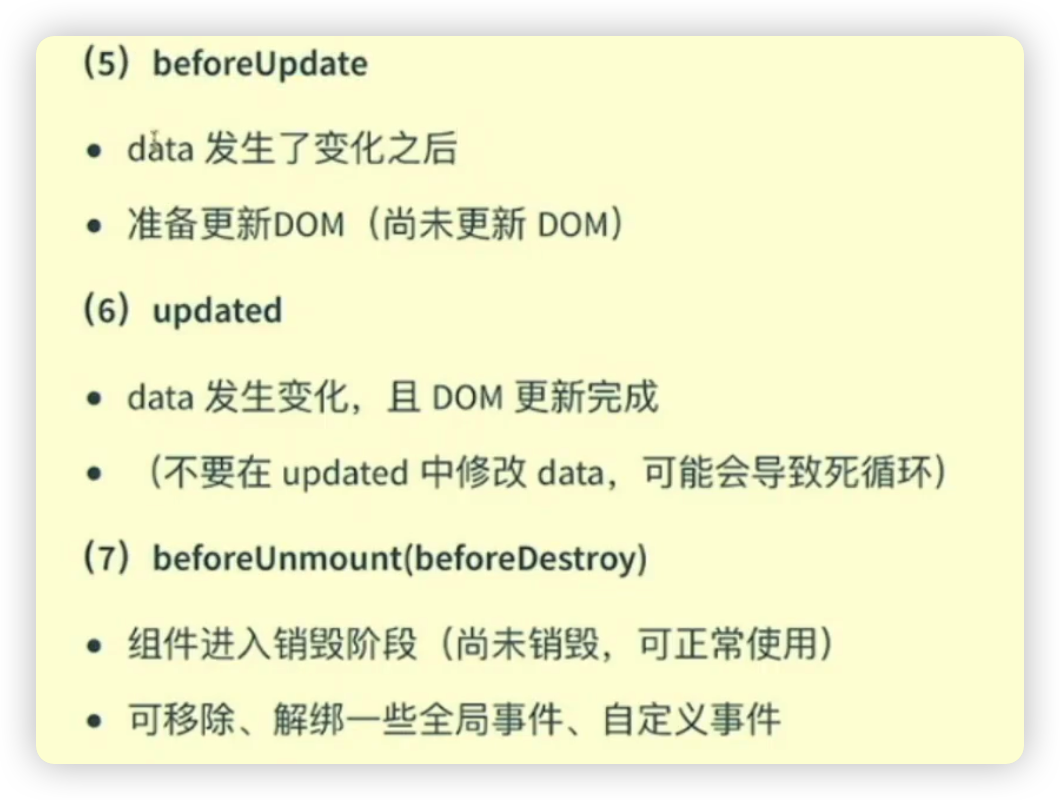 （5）beforeUpdate
• data 发生了变化之后
• 准备更新DOM（尚未更新 DOM）
（6）updated
• data 发生变化，且 DOM 更新完成
• （不要在 updated 中修改 data，可能会导致死循环）
（7）beforeUnmount(beforeDestroy)
• 组件进入销毁阶段（尚未销毁，可正常使用）
• 可移除、解绑一些全局事件、自定义事件